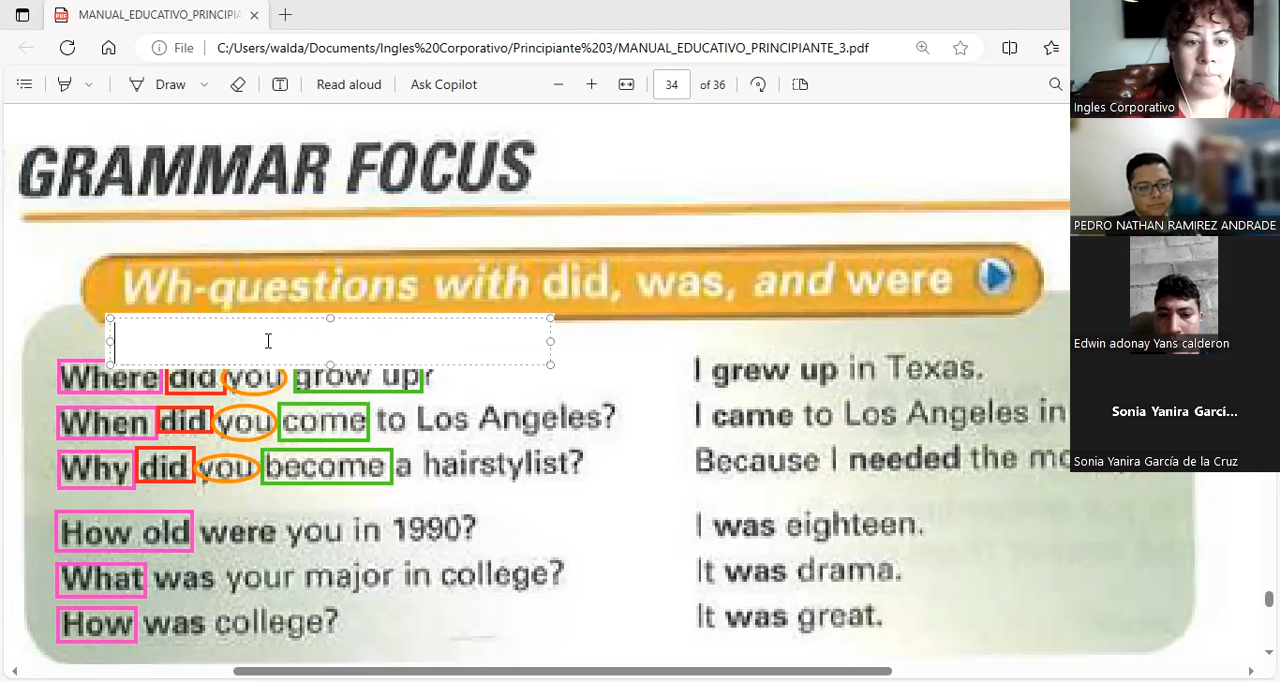 MANUAL_EDUCATIVO_PRINCIPIA
File
C:/Users/walda/Documents/Ingles%20Corporativo/Principiante%203/MANUAL_EDUCATIVO_PRINCIPIANTE_3.pdf
Draw
Read aloud
Ask Copilot
34
of 36
GRAMMAR FOCUS
Wh-questions with did, was, and were
Where did you grow up?
I grew up in Texas.
When did you come to Los Angeles?
I came to Los Angeles in
Why did you become a hairstylist?
Because I needed the
How old were you in 1990?
I was eighteen.
What was your major in college?
It was drama.
How was college?
It was great.
Ingles Corporativo
PEDRO NATHAN RAMIREZ ANDRADE
Edwin adonay Yans calderon
Sonia Yanira Garcí...
Sonia Yanira García de la Cruz